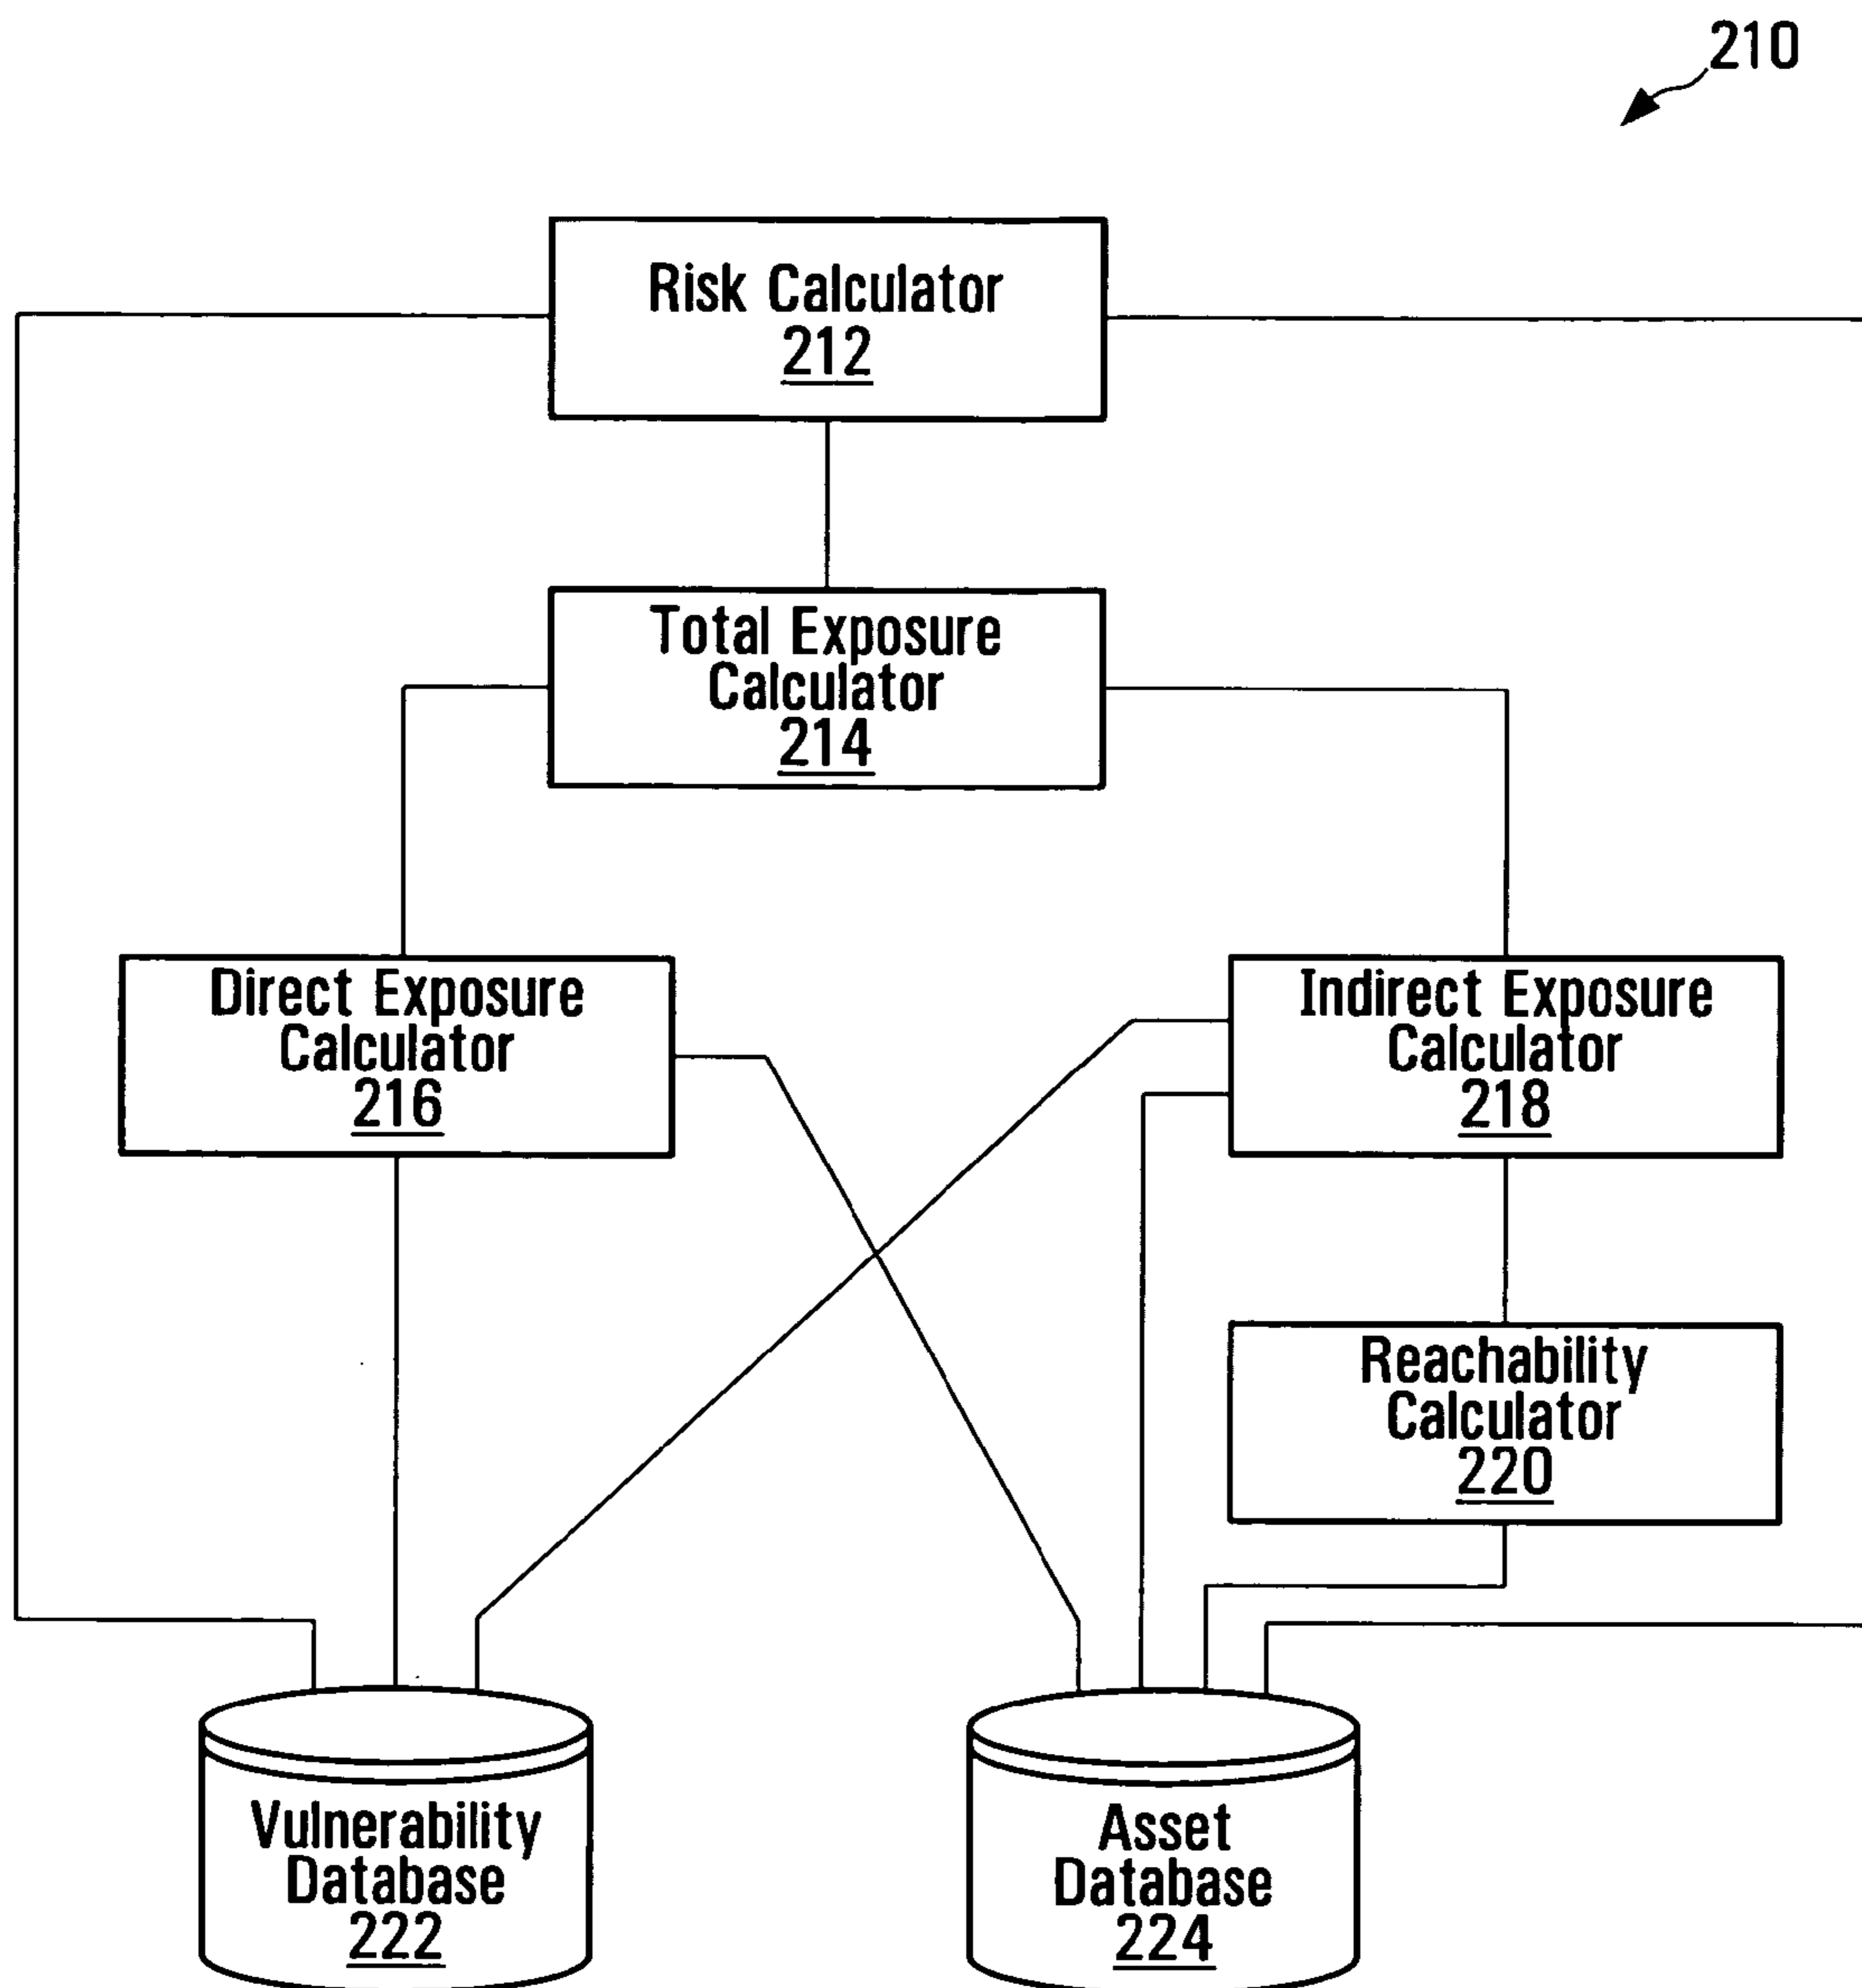 210
Risk Calculator
212
Total Exposure
Calculator
214
Direct Exposure
Calculator
216
Indirect Exposure
Calculator
218
Reachability
Calculator
220
Vulnerability
Database
222
Asset
Database
224